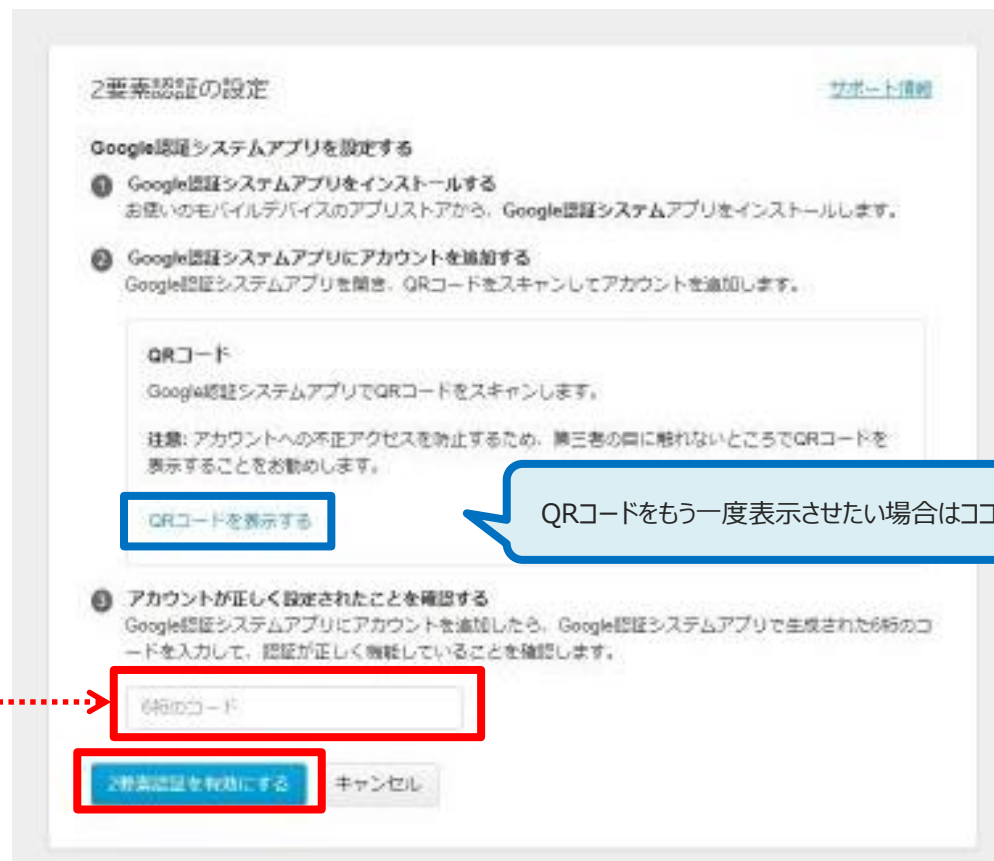 2要素認証の設定
サポート情報
Google認証システムアプリを設定する
1 Google認証システムアプリをインストールする
お使いのモバイルデバイスのアプリストアから、Google認証システムアプリをインストールします。
2 Google認証システムアプリにアカウントを追加する
Google認証システムアプリを開き、QRコードをスキャンしてアカウントを追加します。
QRコード
Google認証システムアプリでQRコードをスキャンします。
注意: アカウントへの不正アクセスを防止するため、第三者の目に触れないところでQRコードを
表示することをお勧めします。
QRコードをもう一度表示させたい場合はココ
QRコードを表示する
3 アカウントが正しく設定されたことを確認する
Google認証システムアプリにアカウントを追加したら、Google認証システムアプリで生成された6桁のコ
ードを入力して、認証が正しく機能していることを確認します。
6桁のコード
2要素認証を有効にする
キャンセル